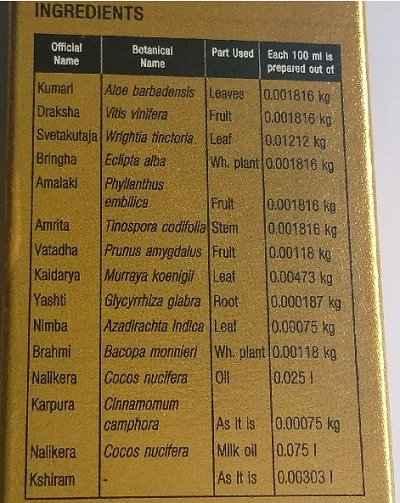 INGREDIENTS
Official Name Botanical Name Part Used Each 100 ml is prepared out of
Kumari Aloe barbadensis Leaves 0.001816 kg
Draksha Vitis vinifera Fruit 0.001816 kg
Svetakutaja Wrightia tinctoria Leaf 0.01212 kg
Bringha Eclipta alba Wh. plant 0.001816 kg
Amalaki Phyllanthus
embilica Fruit 0.001816 kg
Amrita Tinospora codifolia Stem 0.001816 kg
Vatadha Prunus amygdalus Fruit 0.00118 kg
Kaidarya Murraya koenigii Leaf 0.00473 kg
Yashti Glycyrrhiza glabra Root 0.000187 kg
Nimba Azadirachta Indica Leaf 0.00075 kg
Brahmi Bacopa monnieri Wh. plant 0.00118 kg
Nalikera Cocos nucifera Oil 0.025 l
Karpura Cinnamomum
camphora As it is 0.00075 kg
Nalikera Cocos nucifera Milk oil 0.075 l
Kshiram - As it is 0.00303 l